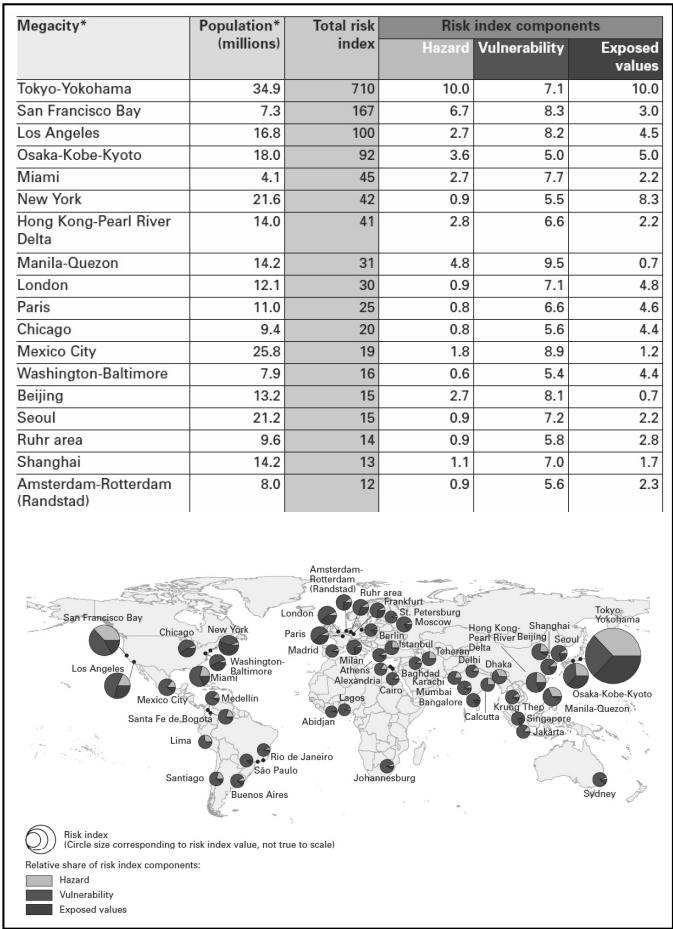 Megacity* Population* (millions) Total risk index Risk index components
Hazard Vulnerability Exposed values
Tokyo-Yokohama 34.9 710 10.0 7.1 10.0
San Francisco Bay 7.3 167 6.7 8.3 3.0
Los Angeles 16.8 100 2.7 8.2 4.5
Osaka-Kobe-Kyoto 18.0 92 3.6 5.0 5.0
Miami 4.1 45 2.7 7.7 2.2
New York 21.6 42 0.9 5.5 8.3
Hong Kong-Pearl River 14.0 41 2.8 6.6 2.2
Delta
Manila-Quezon 14.2 31 4.8 9.5 0.7
London 12.1 30 0.9 7.1 4.8
Paris 11.0 25 0.8 6.6 4.6
Chicago 9.4 20 0.8 5.6 4.4
Mexico City 25.8 19 1.8 8.9 1.2
Washington-Baltimore 7.9 16 0.6 5.4 4.4
Beijing 13.2 15 2.7 8.1 0.7
Seoul 21.2 15 0.9 7.2 2.2
Ruhr area 9.6 14 0.9 5.8 2.8
Shanghai 14.2 13 1.1 7.0 1.7
Amsterdam-Rotterdam 8.0 12 0.9 5.6 2.3
(Randstad)
Amsterdam-
Rotterdam
(Randstad)
Ruhr area
Frankfurt
St. Petersburg
Moscow
London
Paris
Madrid
Berlin
Istanbul
Milan
Athens
Alexandria
Cairo
Baghdad
Teheran
Karachi
Mumbai
Bangalore
Delhi
Dhaka
Calcutta
Hong Kong-
Pearl River
Delta
Beijing
Shanghai
Seoul
Tokyo-
Yokohama
Osaka-Kobe-Kyoto
Manila-Quezon
Krung Thep
Singapore
Jakarta
San Francisco Bay
Chicago
New York
Washington-
Baltimore
Los Angeles
Miami
Mexico City
Medellín
Santa Fe de Bogota
Lagos
Abidjan
Lima
Rio de Janeiro
São Paulo
Santiago
Buenos Aires
Johannesburg
Sydney
Risk index
(Circle size corresponding to risk index value, not true to scale)
Relative share of risk index components:
Hazard
Vulnerability
Exposed values